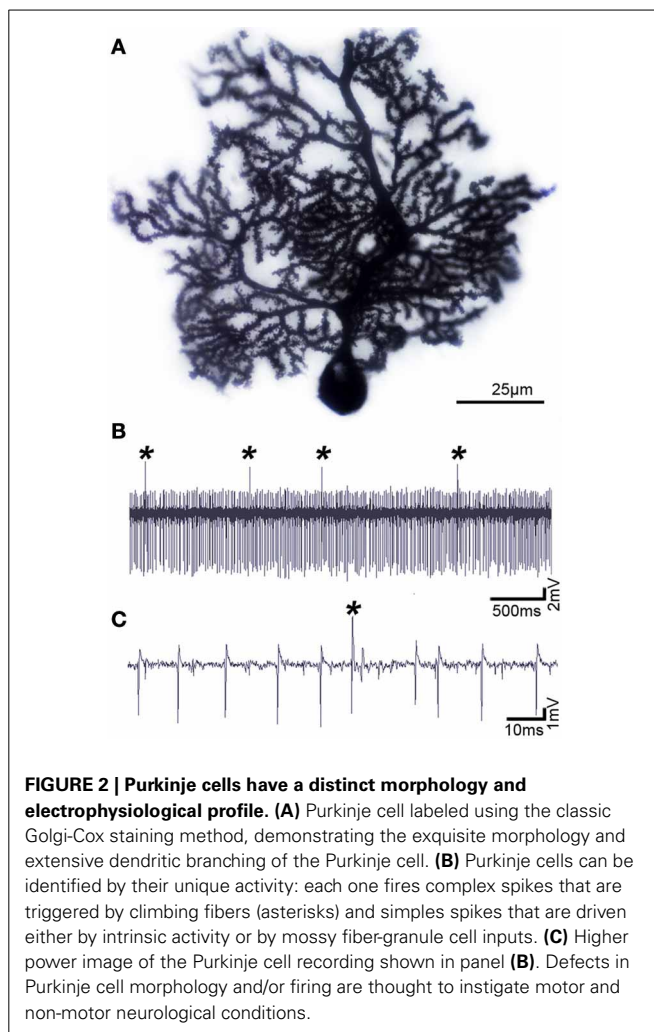 A
25µm
B
* * * *
500ms 2mV
C
*
10ms 1mV
FIGURE 2 | Purkinje cells have a distinct morphology and
electrophysiological profile. (A) Purkinje cell labeled using the classic
Golgi-Cox staining method, demonstrating the exquisite morphology and
extensive dendritic branching of the Purkinje cell. (B) Purkinje cells can be
identified by their unique activity: each one fires complex spikes that are
triggered by climbing fibers (asterisks) and simples spikes that are driven
either by intrinsic activity or by mossy fiber-granule cell inputs. (C) Higher
power image of the Purkinje cell recording shown in panel (B). Defects in
Purkinje cell morphology and/or firing are thought to instigate motor and
non-motor neurological conditions.